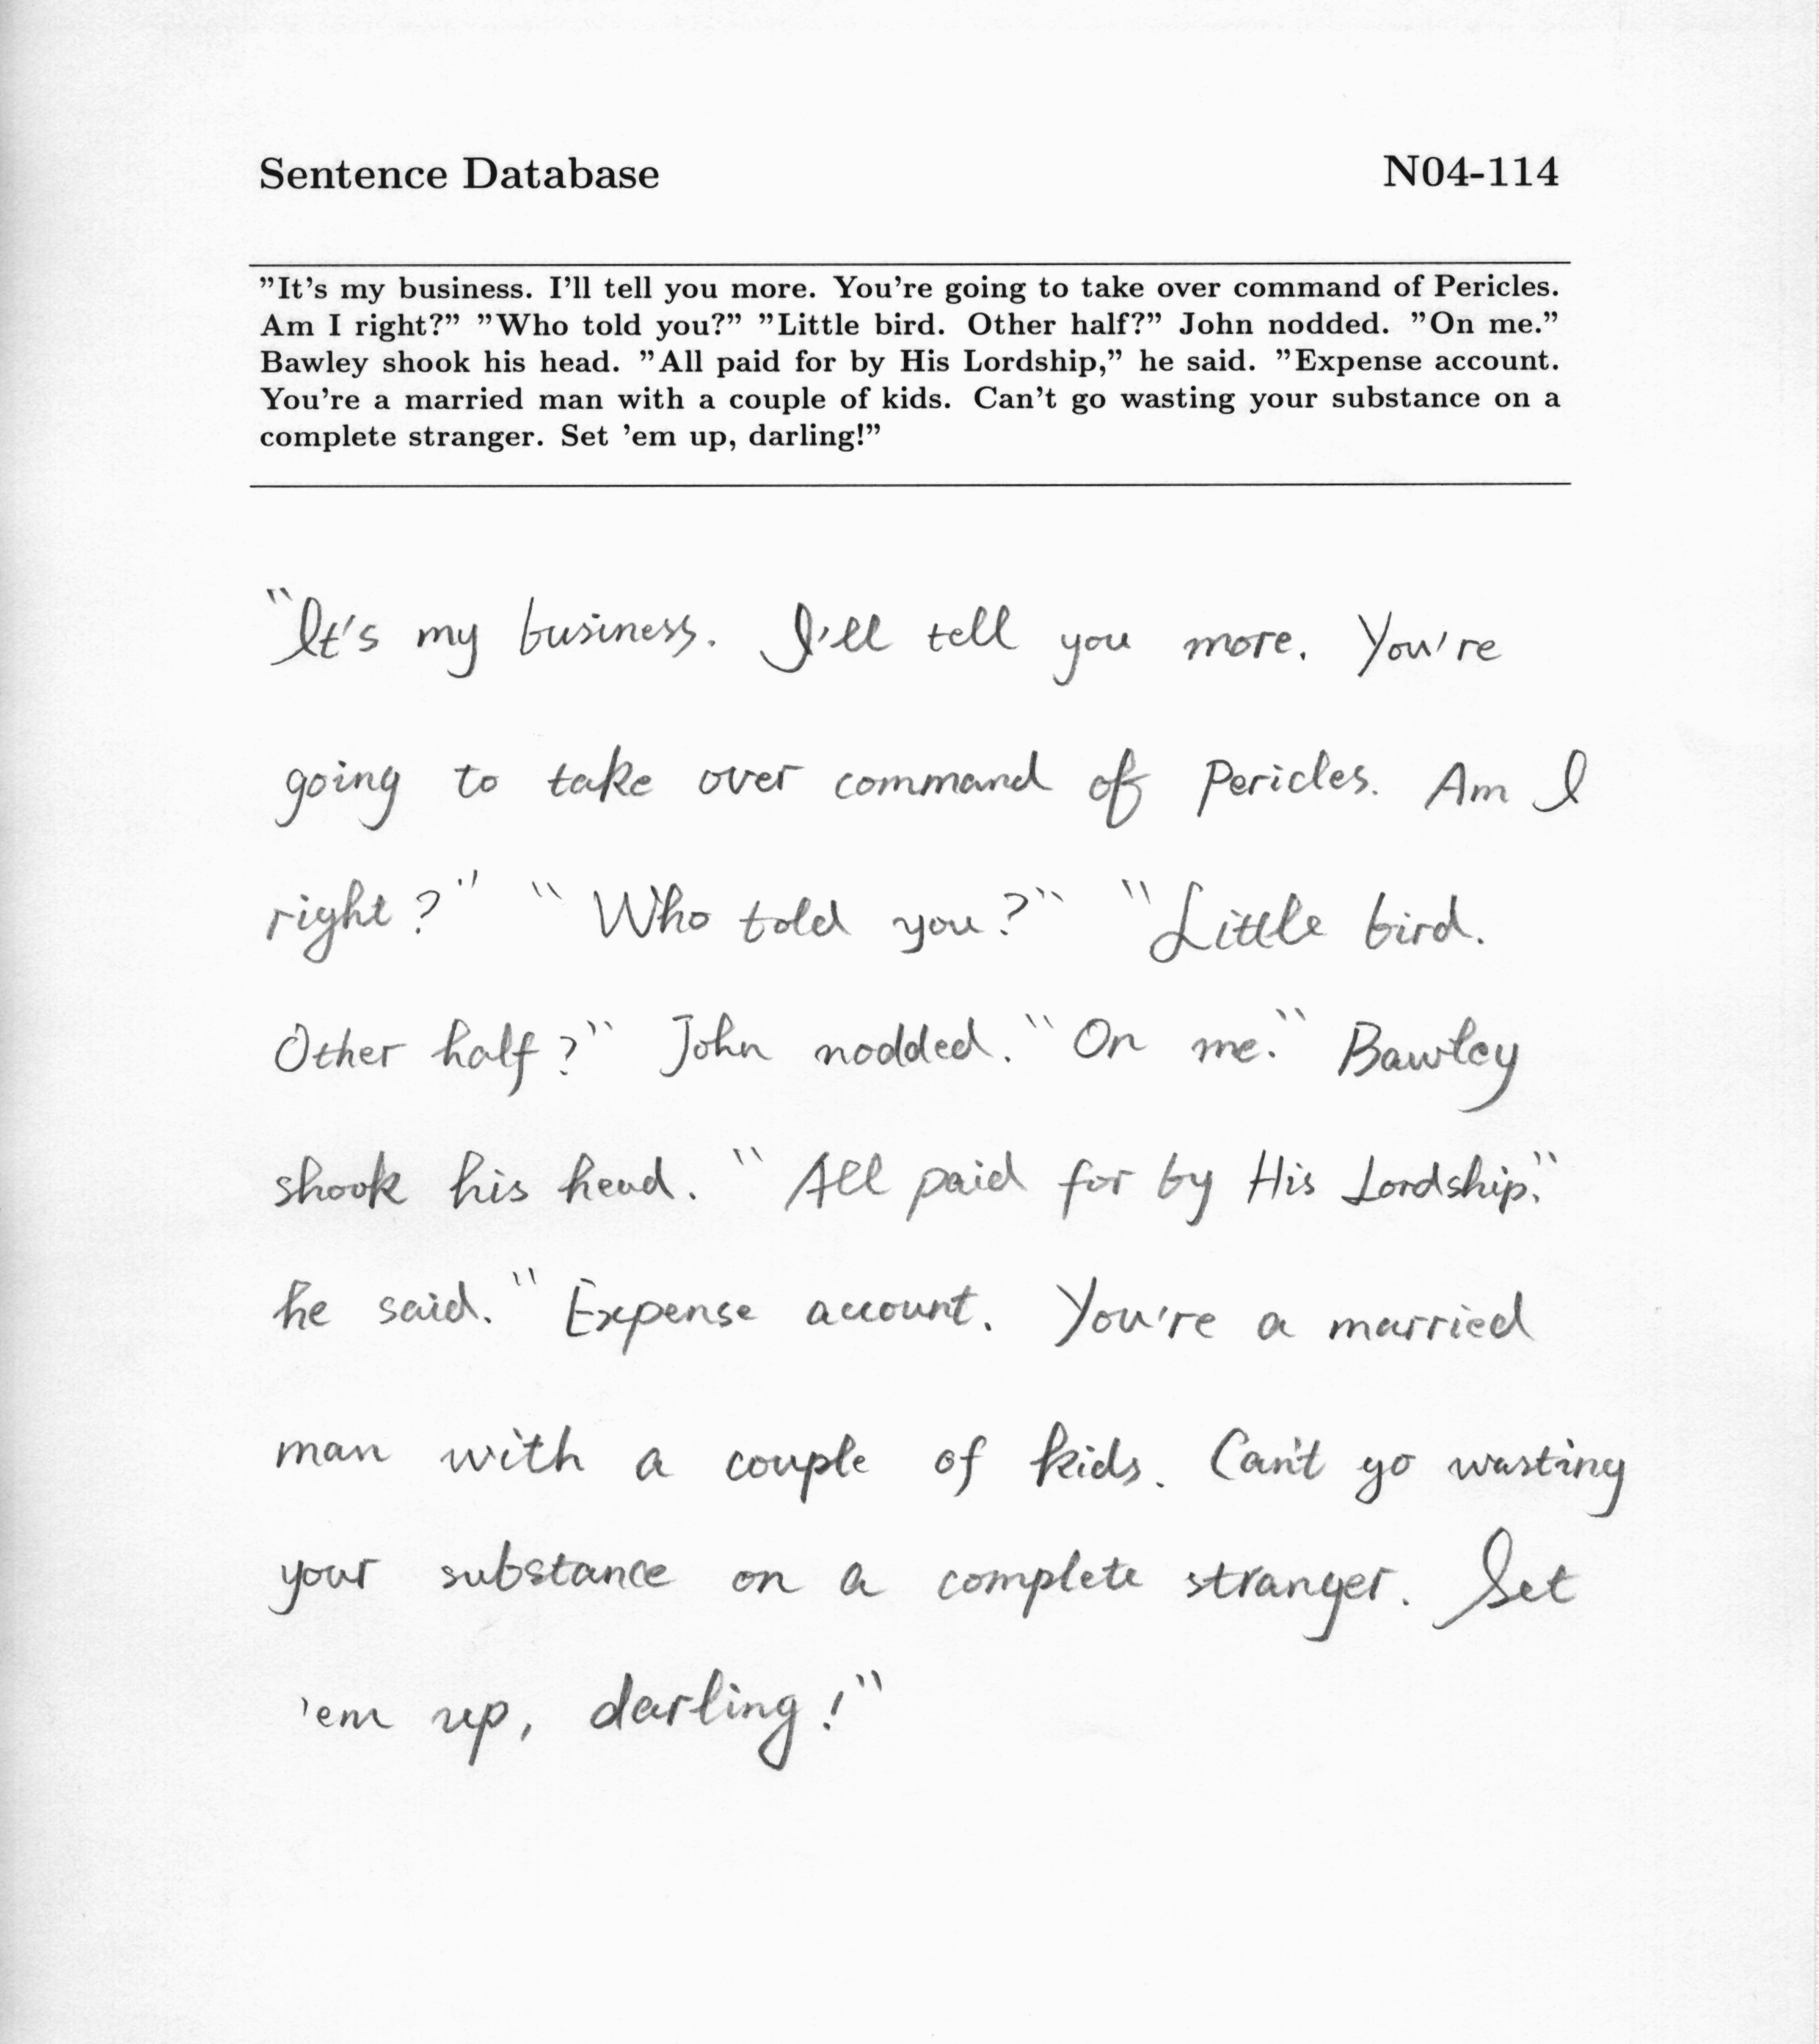 Sentence Database N04-114
"It's my business. I'll tell you more. You're going to take over command of Pericles.
Am I right?" "Who told you?" "Little bird. Other half?" John nodded. "On me."
Bawley shook his head. "All paid for by His Lordship," he said. "Expense account.
You're a married man with a couple of kids. Can't go wasting your substance on a
complete stranger. Set 'em up, darling!"
"It's my business. I'll tell you more. You're
going to take over command of Pericles. Am I
right?" "Who told you?" "Little bird.
Other half?" John nodded. "On me." Bawley
shook his head. "All paid for by His Lordship,"
he said. "Expense account. You're a married
man with a couple of kids. Can't go wasting
your substance on a complete stranger. Set
'em up, darling!"